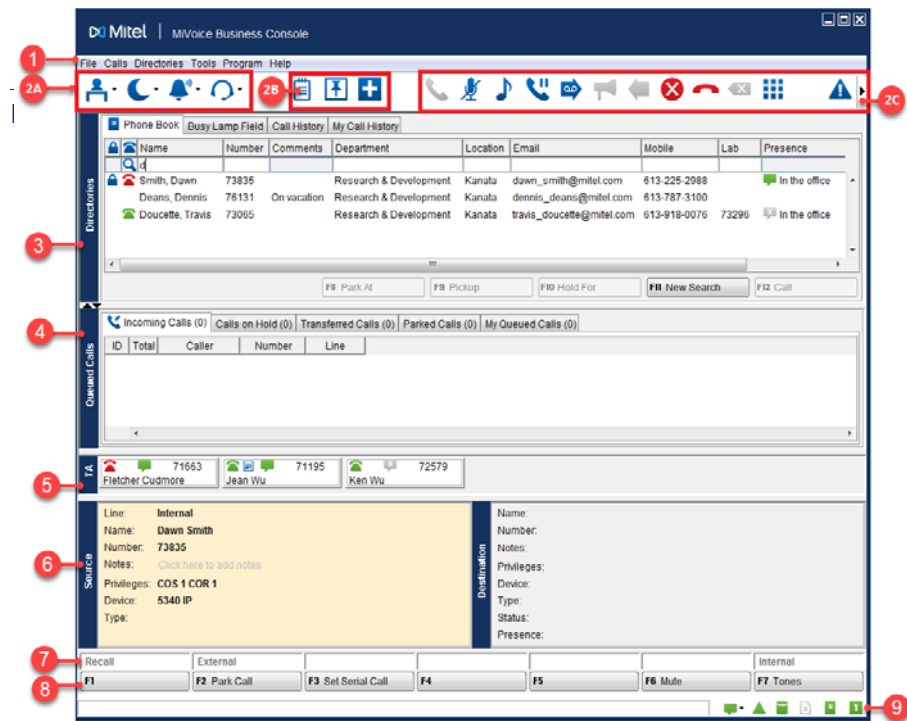 Mitel | MiVoice Business Console
1
File Calls Directories Tools Program Help
2A
2B
2C
Directories
Phone Book Busy Lamp Field Call History My Call History
Name Number Comments Department Location Email Mobile Lab Presence
d
Smith, Dawn 73835 Research & Development Kanata dawn_smith@mitel.com 613-225-2988 In the office
Deans, Dennis 76131 On vacation Research & Development Kanata dennis_deans@mitel.com 613-787-3100
Doucette, Travis 73065 Research & Development Kanata travis_doucette@mitel.com 613-918-0076 73296 In the office
3
F8 Park At F9 Pickup F10 Hold For F11 New Search F12 Call
4
Queued Calls
Incoming Calls (0) Calls on Hold (0) Transferred Calls (0) Parked Calls (0) My Queued Calls (0)
ID Total Caller Number Line
5
TA
71663 71195 72579
Fletcher Cudmore Jean Wu Ken Wu
6
Source
Line: Internal
Name: Dawn Smith
Number: 73835
Notes: Click here to add notes
Privileges: COS 1 COR 1
Device: 5340 IP
Type:
Destination
Name:
Number:
Notes:
Privileges:
Device:
Type:
Status:
Presence:
7
Recall External Internal
8
F1 F2 Park Call F3 Set Serial Call F4 F5 F6 Mute F7 Tones
1
9